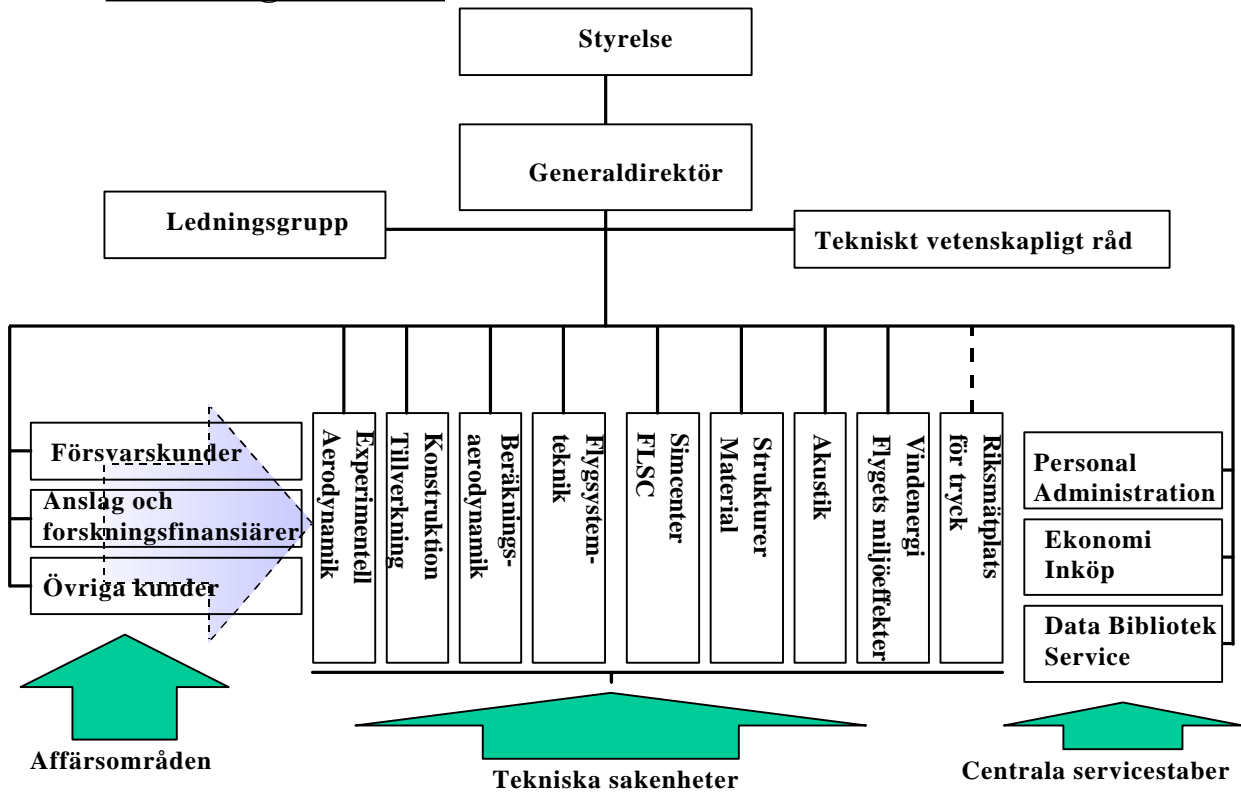 Styrelse
Generaldirektör
Ledningsgrupp
Tekniskt vetenskapligt råd
Försvarskunder
Anslag och
forskningsfinansiärer
Övriga kunder
Experimentell
Aerodynamik
Konstruktion
Tillverkning
Beräknings-
aerodynamik
Flygsystem-
teknik
Simcenter
FLSC
Strukturer
Material
Akustik
Vindenergi
Flygets miljöeffekter
Riksmätplats
för tryck
Personal
Administration
Ekonomi
Inköp
Data Bibliotek
Service
Affärsområden
Tekniska sakenheter
Centrala servicestaber